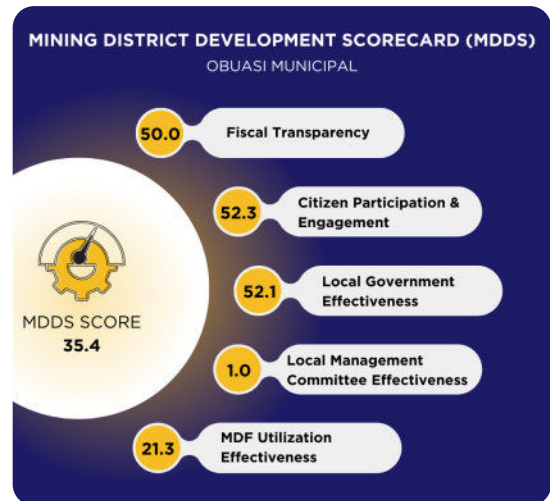 MINING DISTRICT DEVELOPMENT SCORECARD (MDDS)
OBUASI MUNICIPAL
50.0
Fiscal Transparency
52.3
Citizen Participation &
Engagement
52.1
Local Government
Effectiveness
MDDS SCORE
35.4
1.0
Local Management
Committee Effectiveness
21.3
MDF Utilization
Effectiveness